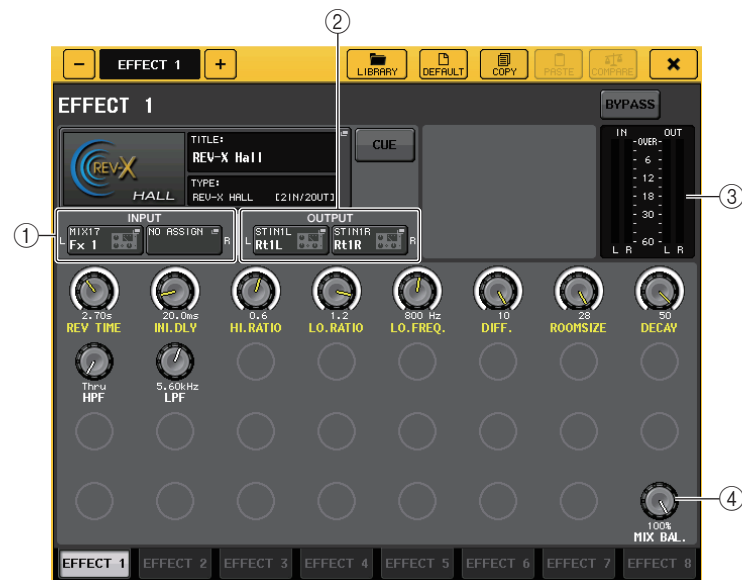 ②
− EFFECT 1 + LIBRARY DEFAULT COPY PASTE COMPARE ×
EFFECT 1 BYPASS
TITLE:
REV-X Hall
CUE
REV-X
HALL
TYPE:
REV-X HALL [2IN/2OUT]
IN OUT
-OVER-
- 6 -
- 12 -
- 18 -
- 30 -
- 60 -
L R L R
③
①
INPUT
L MIX17 Fx 1 NO ASSIGN R
OUTPUT
L STIN1L Rt1L STIN1R Rt1R R
2.70s 20.0ms 0.6 1.2 800 Hz 10 28 50
REV TIME INI.DLY HI.RATIO LO.RATIO LO.FREQ. DIFF. ROOMSIZE DECAY
Thru 5.60kHz
HPF LPF
④
100%
MIX BAL.
EFFECT 1 EFFECT 2 EFFECT 3 EFFECT 4 EFFECT 5 EFFECT 6 EFFECT 7 EFFECT 8